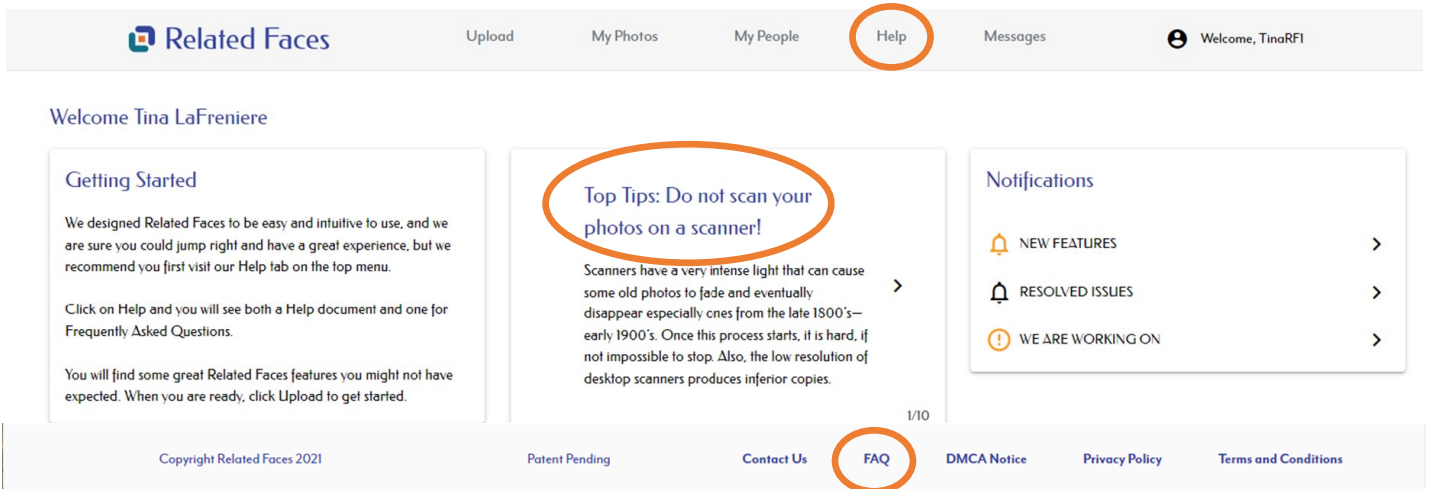 Related Faces
Upload
My Photos
My People
Help
Messages
Welcome, TinaRF1
Welcome Tina LaFreniere
Getting Started
We designed Related Faces to be easy and intuitive to use, and we
are sure you could jump right and have a great experience, but we
recommend you first visit our Help tab on the top menu.
Click on Help and you will see both a Help document and one for
Frequently Asked Questions.
You will find some great Related Faces features you might not have
expected. When you are ready, click Upload to get started.
Top Tips: Do not scan your
photos on a scanner!
Scanners have a very intense light that can cause
some old photos to fade and eventually
disappear especially ones from the late 1800's—
early 1900's. Once this process starts, it is hard, if
not impossible to stop. Also, the low resolution of
desktop scanners produces inferior copies.
1/10
Notifications
NEW FEATURES
RESOLVED ISSUES
WE ARE WORKING ON
Copyright Related Faces 2021
Patent Pending
Contact Us
FAQ
DMCA Notice
Privacy Policy
Terms and Conditions